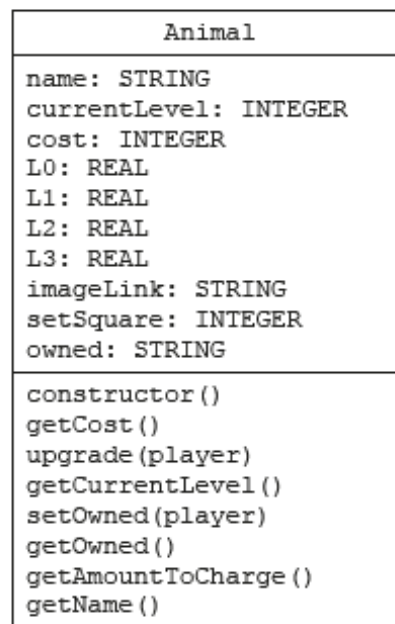 Animal
name: STRING
currentLevel: INTEGER
cost: INTEGER
L0: REAL
L1: REAL
L2: REAL
L3: REAL
imageLink: STRING
setSquare: INTEGER
owned: STRING
constructor()
getCost()
upgrade(player)
getCurrentLevel()
setOwned(player)
getOwned()
getAmountToCharge()
getName()